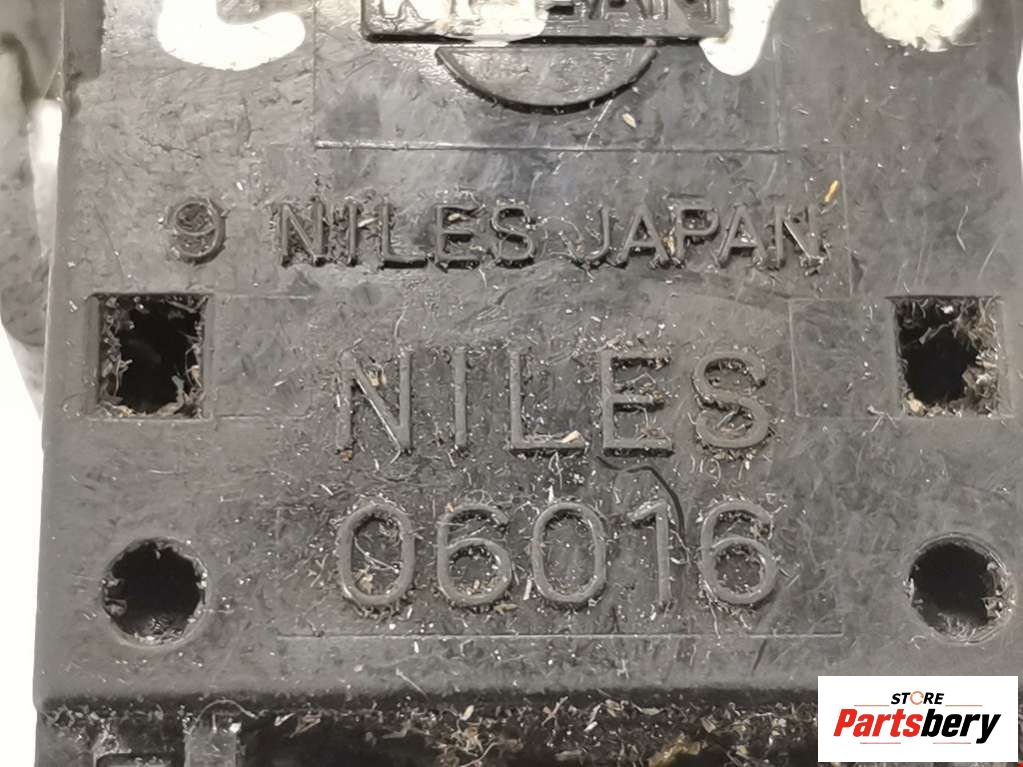 9 NILES JAPAN
NILES
06016
STORE
Partsbery